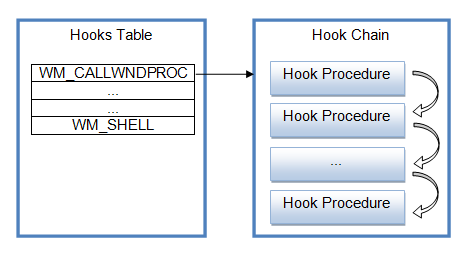 Hooks Table
WM_CALLWNDPROC
...
...
WM_SHELL
Hook Chain
Hook Procedure
Hook Procedure
...
Hook Procedure